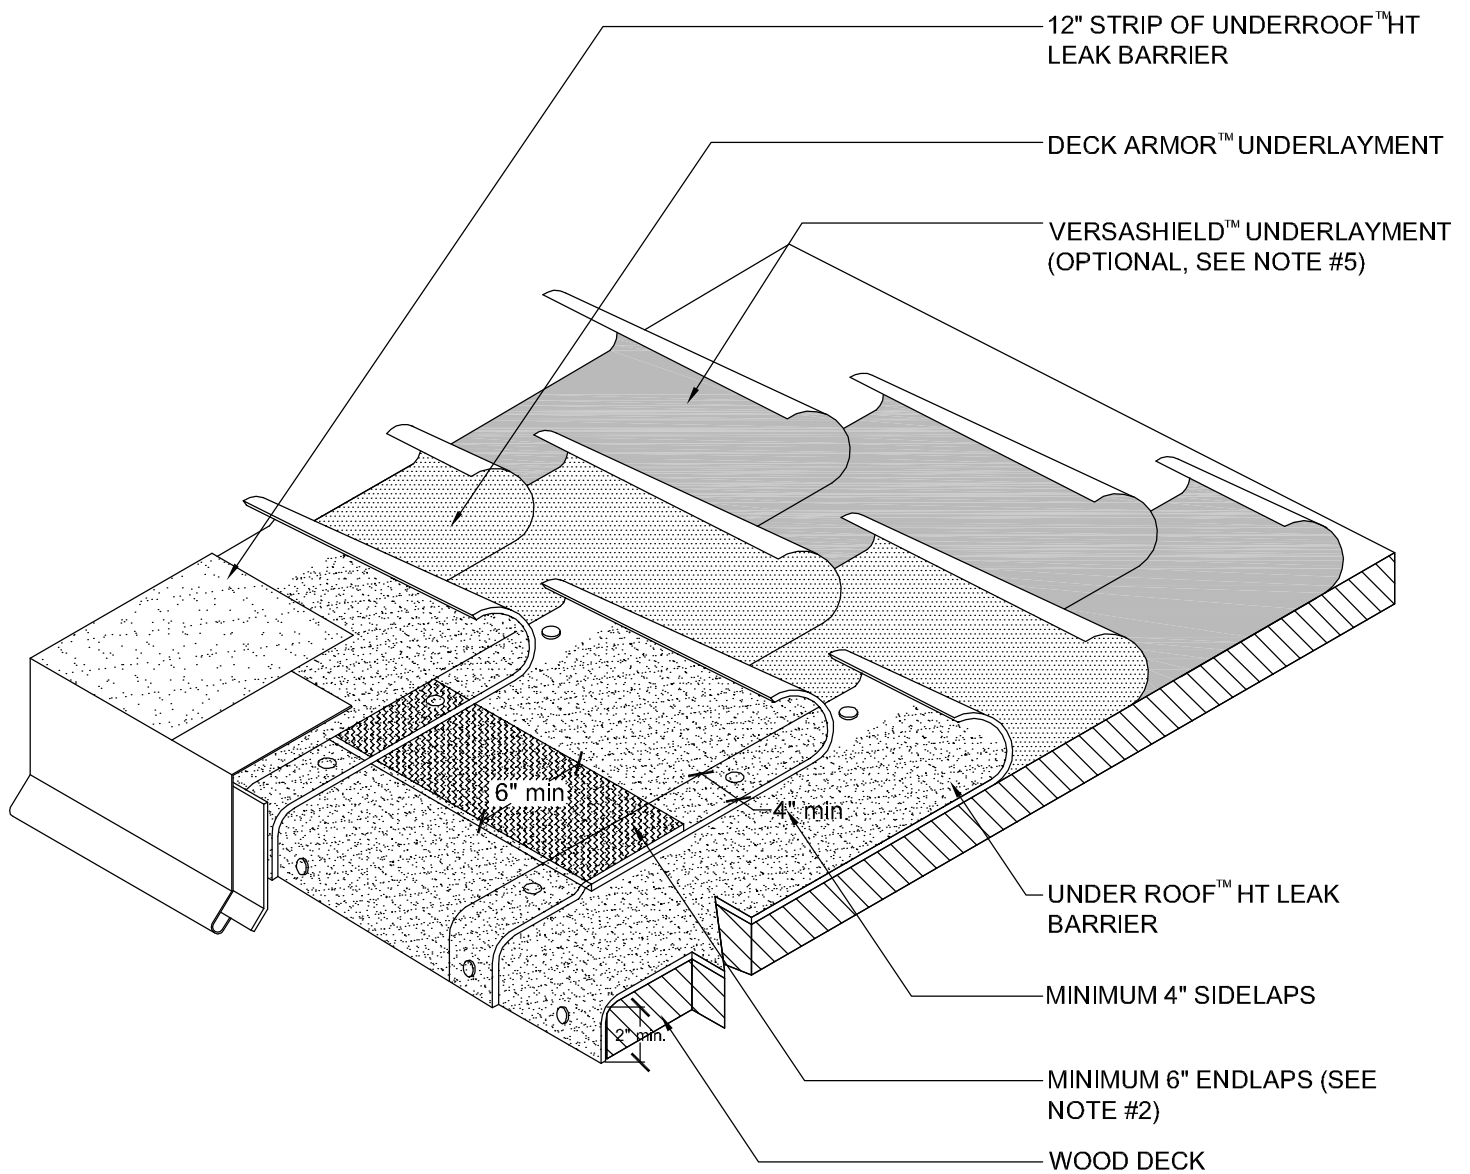 12" STRIP OF UNDERROOF™HT
LEAK BARRIER
DECK ARMOR™ UNDERLAYMENT
VERSASHIELD™ UNDERLAYMENT
(OPTIONAL, SEE NOTE #5)
6" min
4" min
UNDER ROOF™ HT LEAK
BARRIER
MINIMUM 4" SIDELAPS
2" min.
MINIMUM 6" ENDLAPS (SEE
NOTE #2)
WOOD DECK